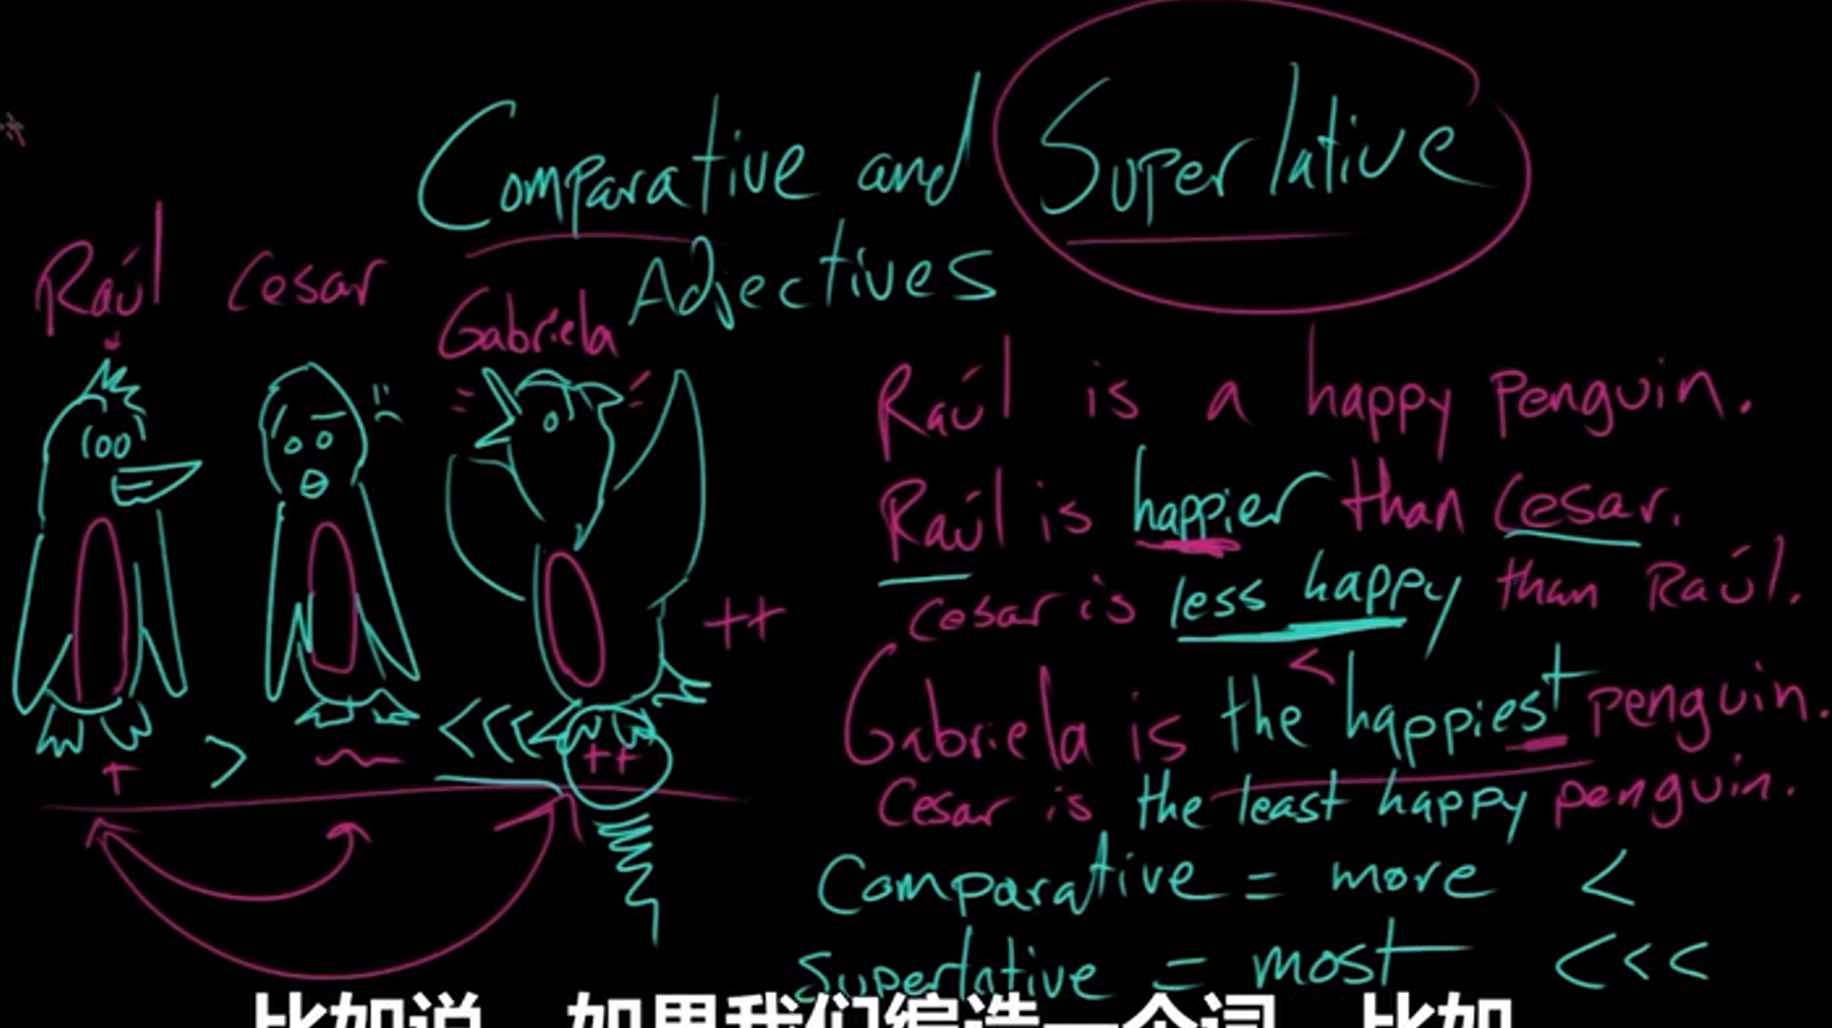 Comparative and Superlative
Adjectives
Raúl Cesar Gabriela
Raúl is a happy penguin.
Raúl is happier than Cesar.
Cesar is less happy than Raúl.
<
Gabriela is the happiest penguin.
Cesar is the least happy penguin.
++
+ > ~ <<< ++
Comparative = more <
Superlative = most <<<
比如说 如果我们编造一个词 比如